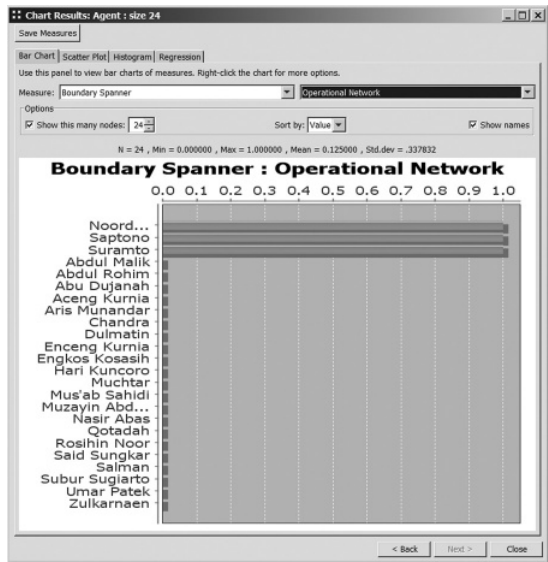 Chart Results: Agent : size 24
Save Measures
Bar Chart Scatter Plot Histogram Regression
Use this panel to view bar charts of measures. Right-click the chart for more options.
Measure: Boundary Spanner Operational Network
Options
Show this many nodes: 24 Sort by: Value Show names
N = 24 , Min = 0.000000 , Max = 1.000000 , Mean = 0.125000 , Std.dev = .337832
Boundary Spanner : Operational Network
0.0 0.1 0.2 0.3 0.4 0.5 0.6 0.7 0.8 0.9 1.0
Noord...
Saptono
Suramto
Abdul Malik
Abdul Rohim
Abu Dujanah
Aceng Kurnia
Aris Munandar
Chandra
Dulmatin
Enceng Kurnia
Engkos Kosasih
Hari Kuncoro
Muchtar
Mus'ab Sahidi
Muzayin Abd...
Nasir Abas
Qotadah
Rosihin Noor
Said Sungkar
Salman
Subur Sugiarto
Umar Patek
Zulkarnaen
< Back Next > Close